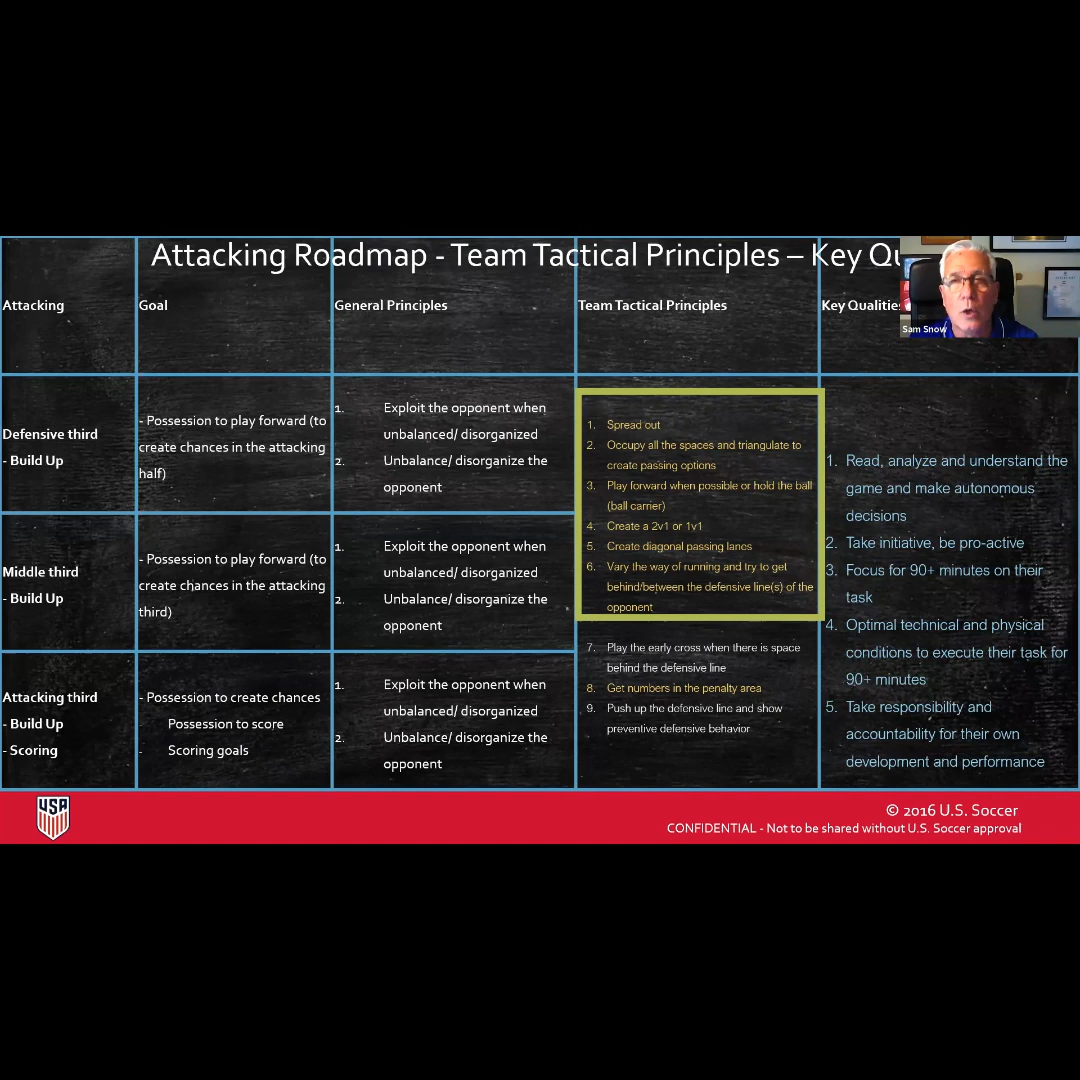 Attacking Roadmap - Team Tactical Principles – Key Qu
Sam Snow
Attacking
Goal
General Principles
Team Tactical Principles
Key Qualitie
Defensive third
- Build Up
- Possession to play forward (to
create chances in the attacking
half)
1. Exploit the opponent when
unbalanced/ disorganized
2. Unbalance/ disorganize the
opponent
Middle third
- Build Up
- Possession to play forward (to
create chances in the attacking
third)
1. Exploit the opponent when
unbalanced/ disorganized
2. Unbalance/ disorganize the
opponent
Attacking third
- Build Up
- Scoring
- Possession to create chances
Possession to score
- Scoring goals
1. Exploit the opponent when
unbalanced/ disorganized
2. Unbalance/ disorganize the
opponent
1. Spread out
2. Occupy all the spaces and triangulate to
create passing options
3. Play forward when possible or hold the ball
(ball carrier)
4. Create a 2v1 or 1v1
5. Create diagonal passing lanes
6. Vary the way of running and try to get
behind/between the defensive line(s) of the
opponent
7. Play the early cross when there is space
behind the defensive line
8. Get numbers in the penalty area
9. Push up the defensive line and show
preventive defensive behavior
1. Read, analyze and understand the
game and make autonomous
decisions
2. Take initiative, be pro-active
3. Focus for 90+ minutes on their
task
4. Optimal technical and physical
conditions to execute their task for
90+ minutes
5. Take responsibility and
accountability for their own
development and performance
USA
© 2016 U.S. Soccer
CONFIDENTIAL - Not to be shared without U.S. Soccer approval